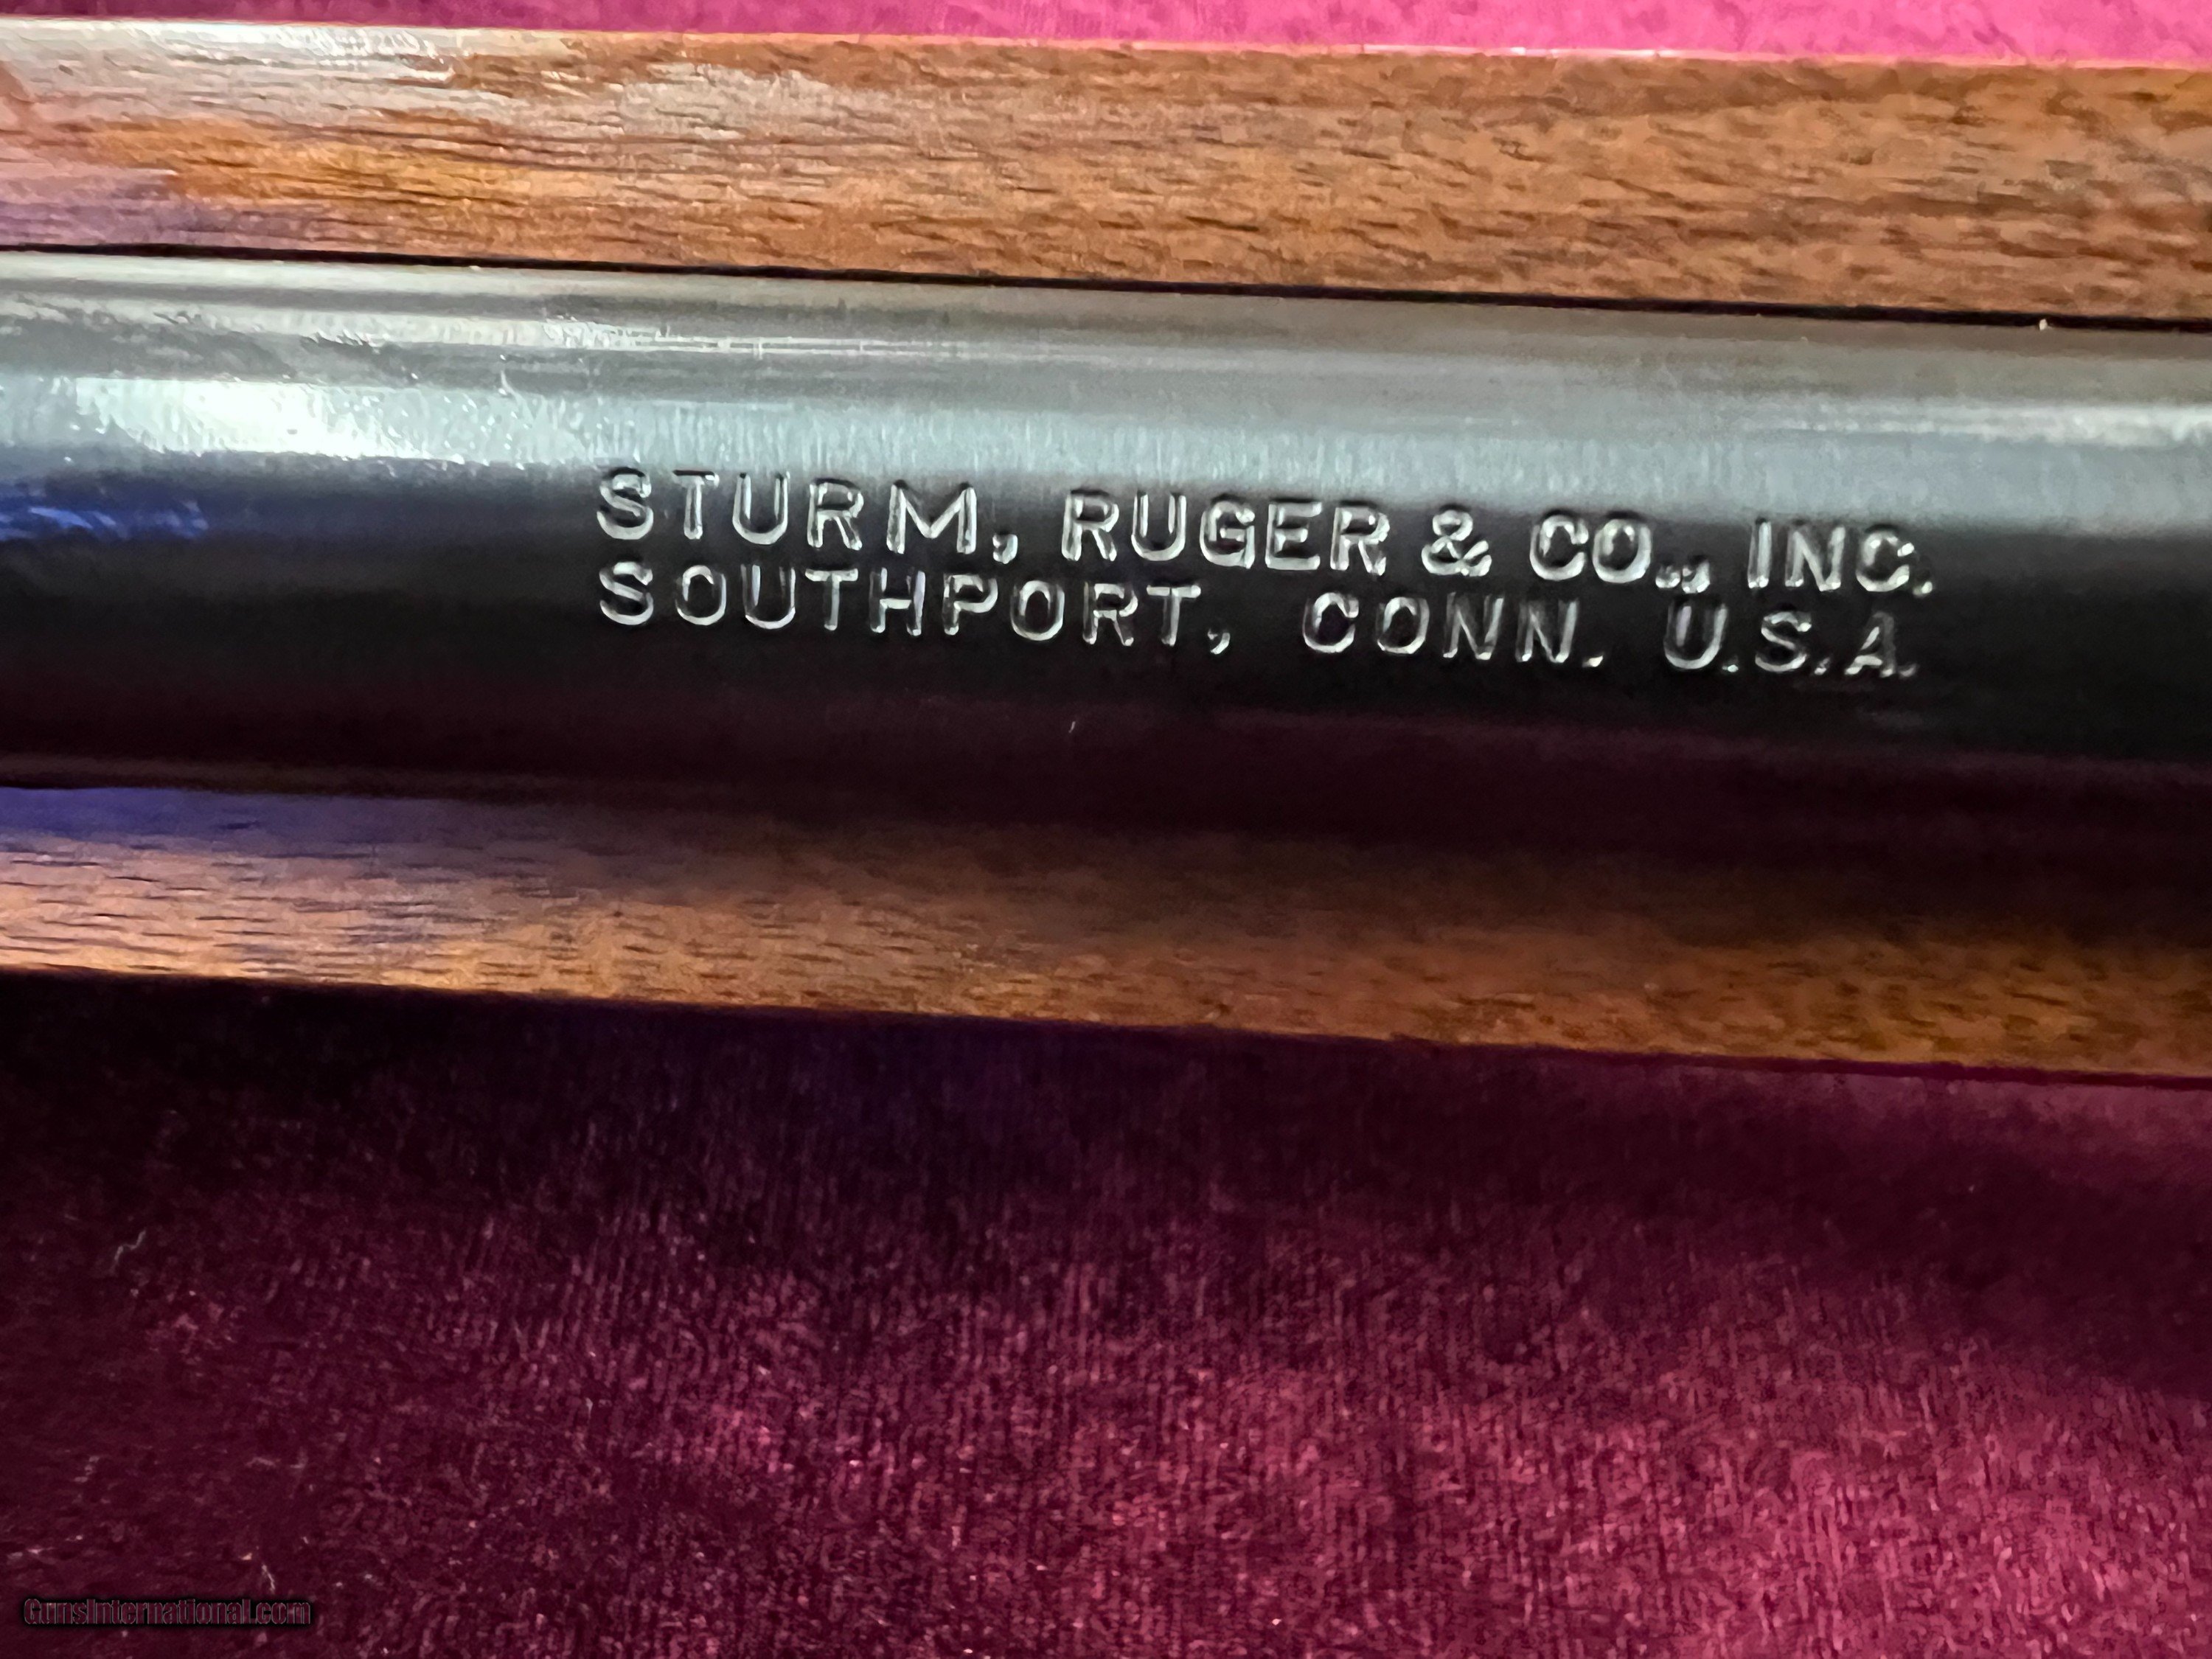 STURM, RUGER & CO., INC.
SOUTHPORT, CONN. U.S.A.
GunsInternational.com